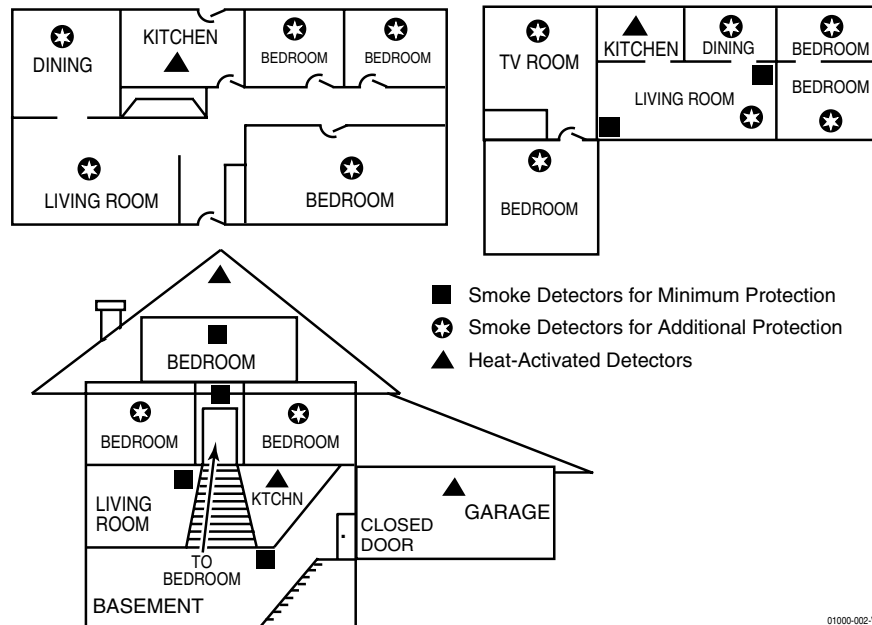 DINING
KITCHEN
BEDROOM
BEDROOM
LIVING ROOM
BEDROOM
TV ROOM
KITCHEN
DINING
BEDROOM
LIVING ROOM
BEDROOM
BEDROOM
Smoke Detectors for Minimum Protection
Smoke Detectors for Additional Protection
Heat-Activated Detectors
BEDROOM
BEDROOM
BEDROOM
LIVING
ROOM
KTCHN
GARAGE
CLOSED
DOOR
TO
BEDROOM
BASEMENT